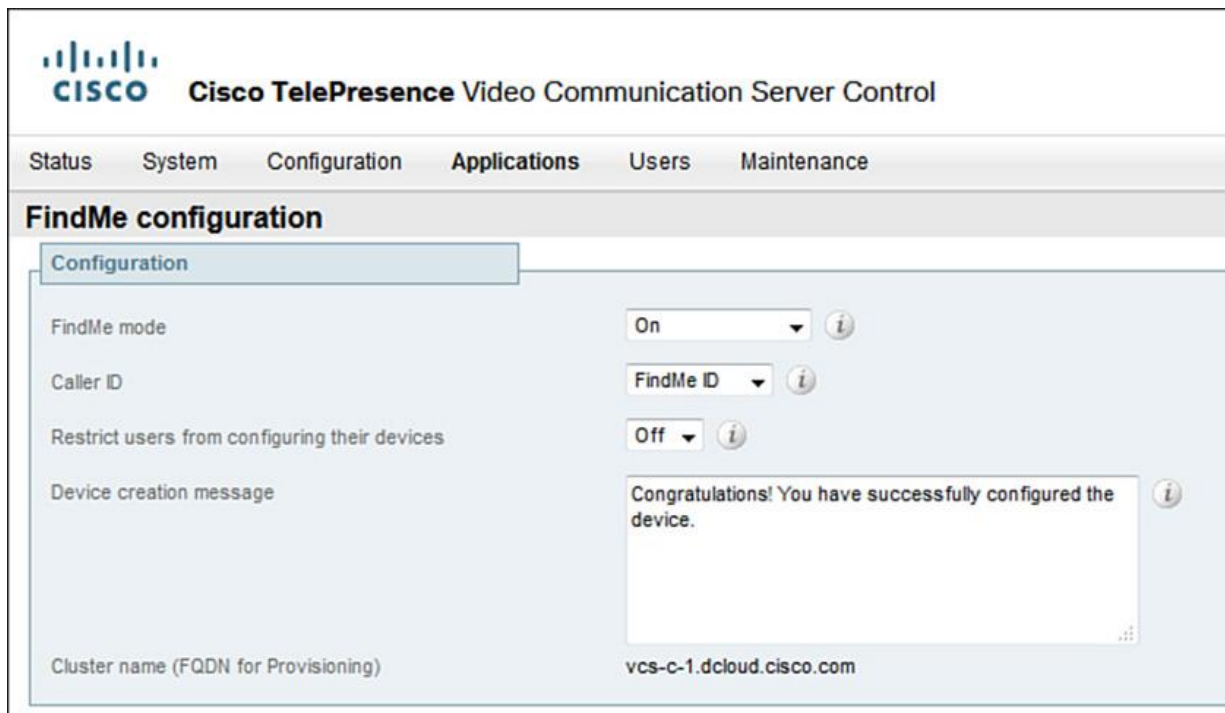 CISCO Cisco TelePresence Video Communication Server Control
Status System Configuration Applications Users Maintenance
FindMe configuration
Configuration
FindMe mode On
Caller ID FindMe ID
Restrict users from configuring their devices Off
Device creation message Congratulations! You have successfully configured the
device.
Cluster name (FQDN for Provisioning) vcs-c-1.dcloud.cisco.com